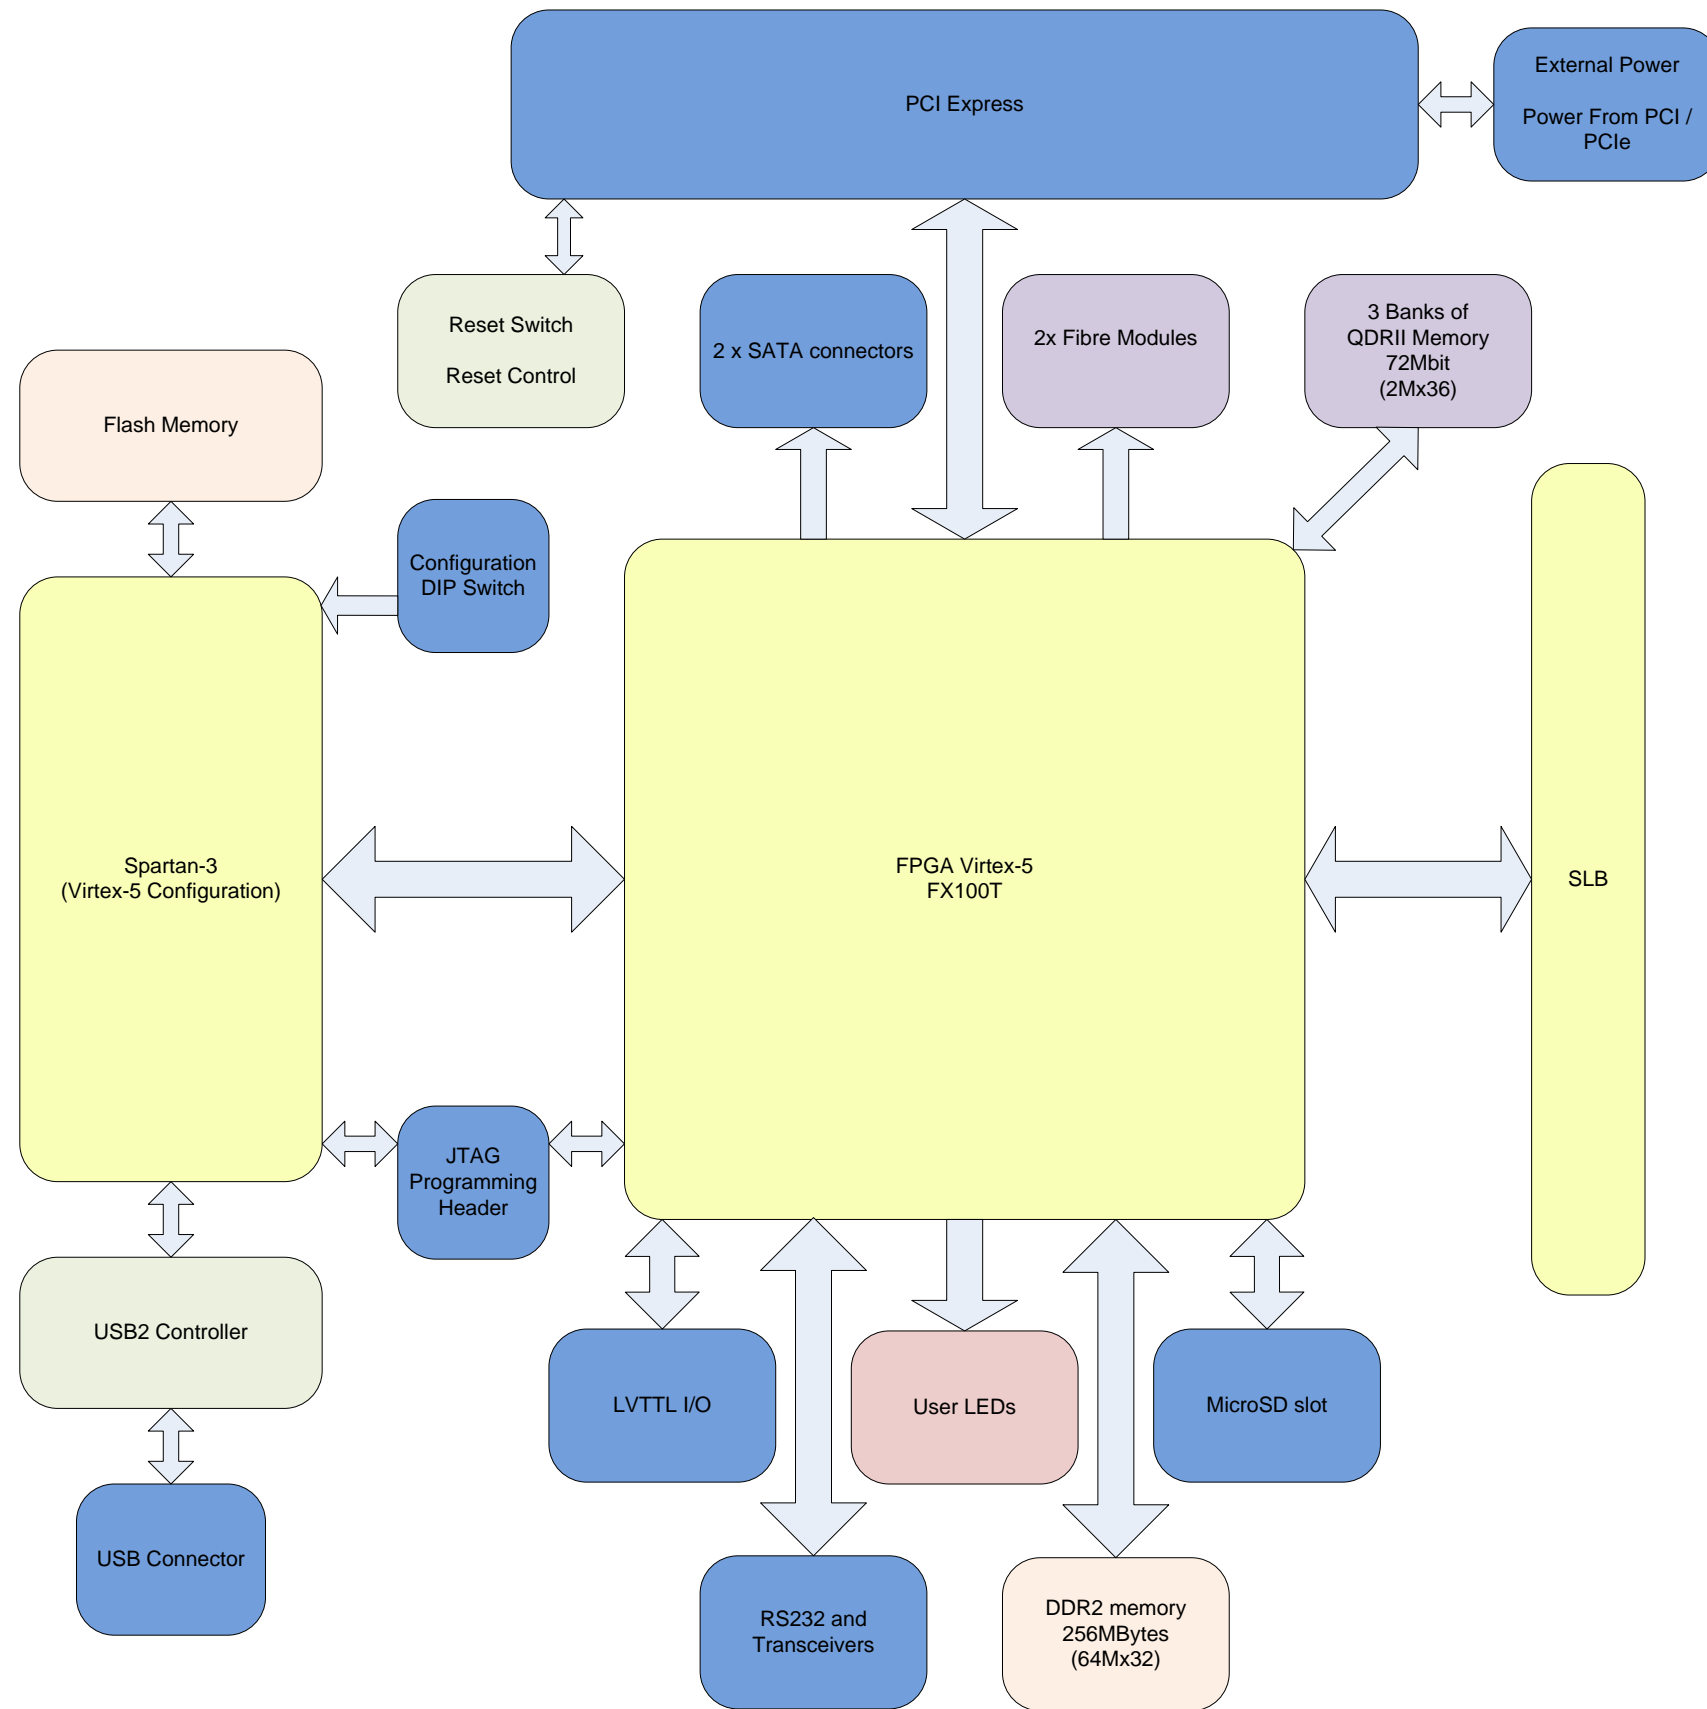 PCI Express
External Power
Power From PCI /
PCIe
Reset Switch
Reset Control
2 x SATA connectors
2x Fibre Modules
3 Banks of
QDRII Memory
72Mbit
(2Mx36)
Flash Memory
Configuration
DIP Switch
Spartan-3
(Virtex-5 Configuration)
FPGA Virtex-5
FX100T
SLB
JTAG
Programming
Header
USB2 Controller
LVTTL I/O
User LEDs
MicroSD slot
USB Connector
RS232 and
Transceivers
DDR2 memory
256MBytes
(64Mx32)